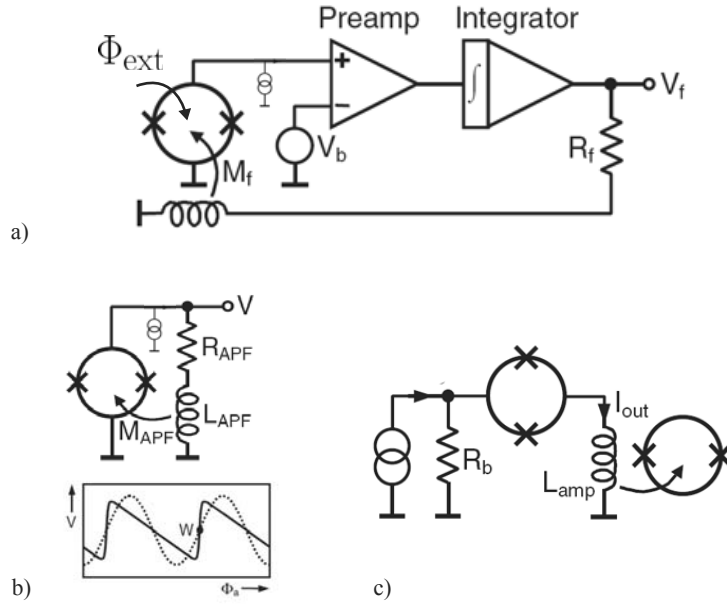 Preamp Integrator
Φext
+
−
∫
Vf
Vb
Rf
Mf
a)
V
RAPF
LAPF
MAPF
V
W
Φa
b)
Iout
Rb
Lamp
c)